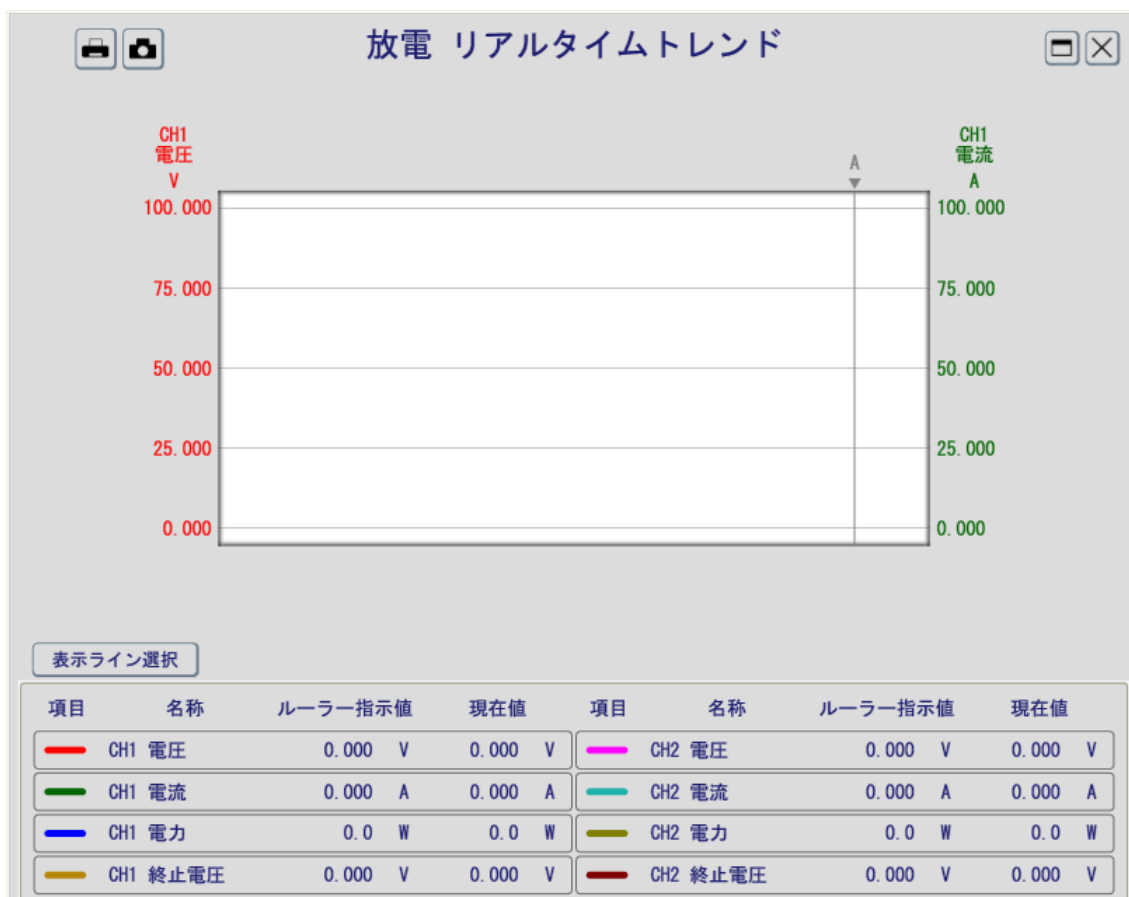 放電 リアルタイムトレンド
CH1
電圧
V
CH1
電流
A
A
100.000
100.000
75.000
75.000
50.000
50.000
25.000
25.000
0.000
0.000
表示ライン選択
項目 名称 ルーラー指示値 現在値 項目 名称 ルーラー指示値 現在値
CH1 電圧 0.000 V 0.000 V CH2 電圧 0.000 V 0.000 V
CH1 電流 0.000 A 0.000 A CH2 電流 0.000 A 0.000 A
CH1 電力 0.0 W 0.0 W CH2 電力 0.0 W 0.0 W
CH1 終止電圧 0.000 V 0.000 V CH2 終止電圧 0.000 V 0.000 V